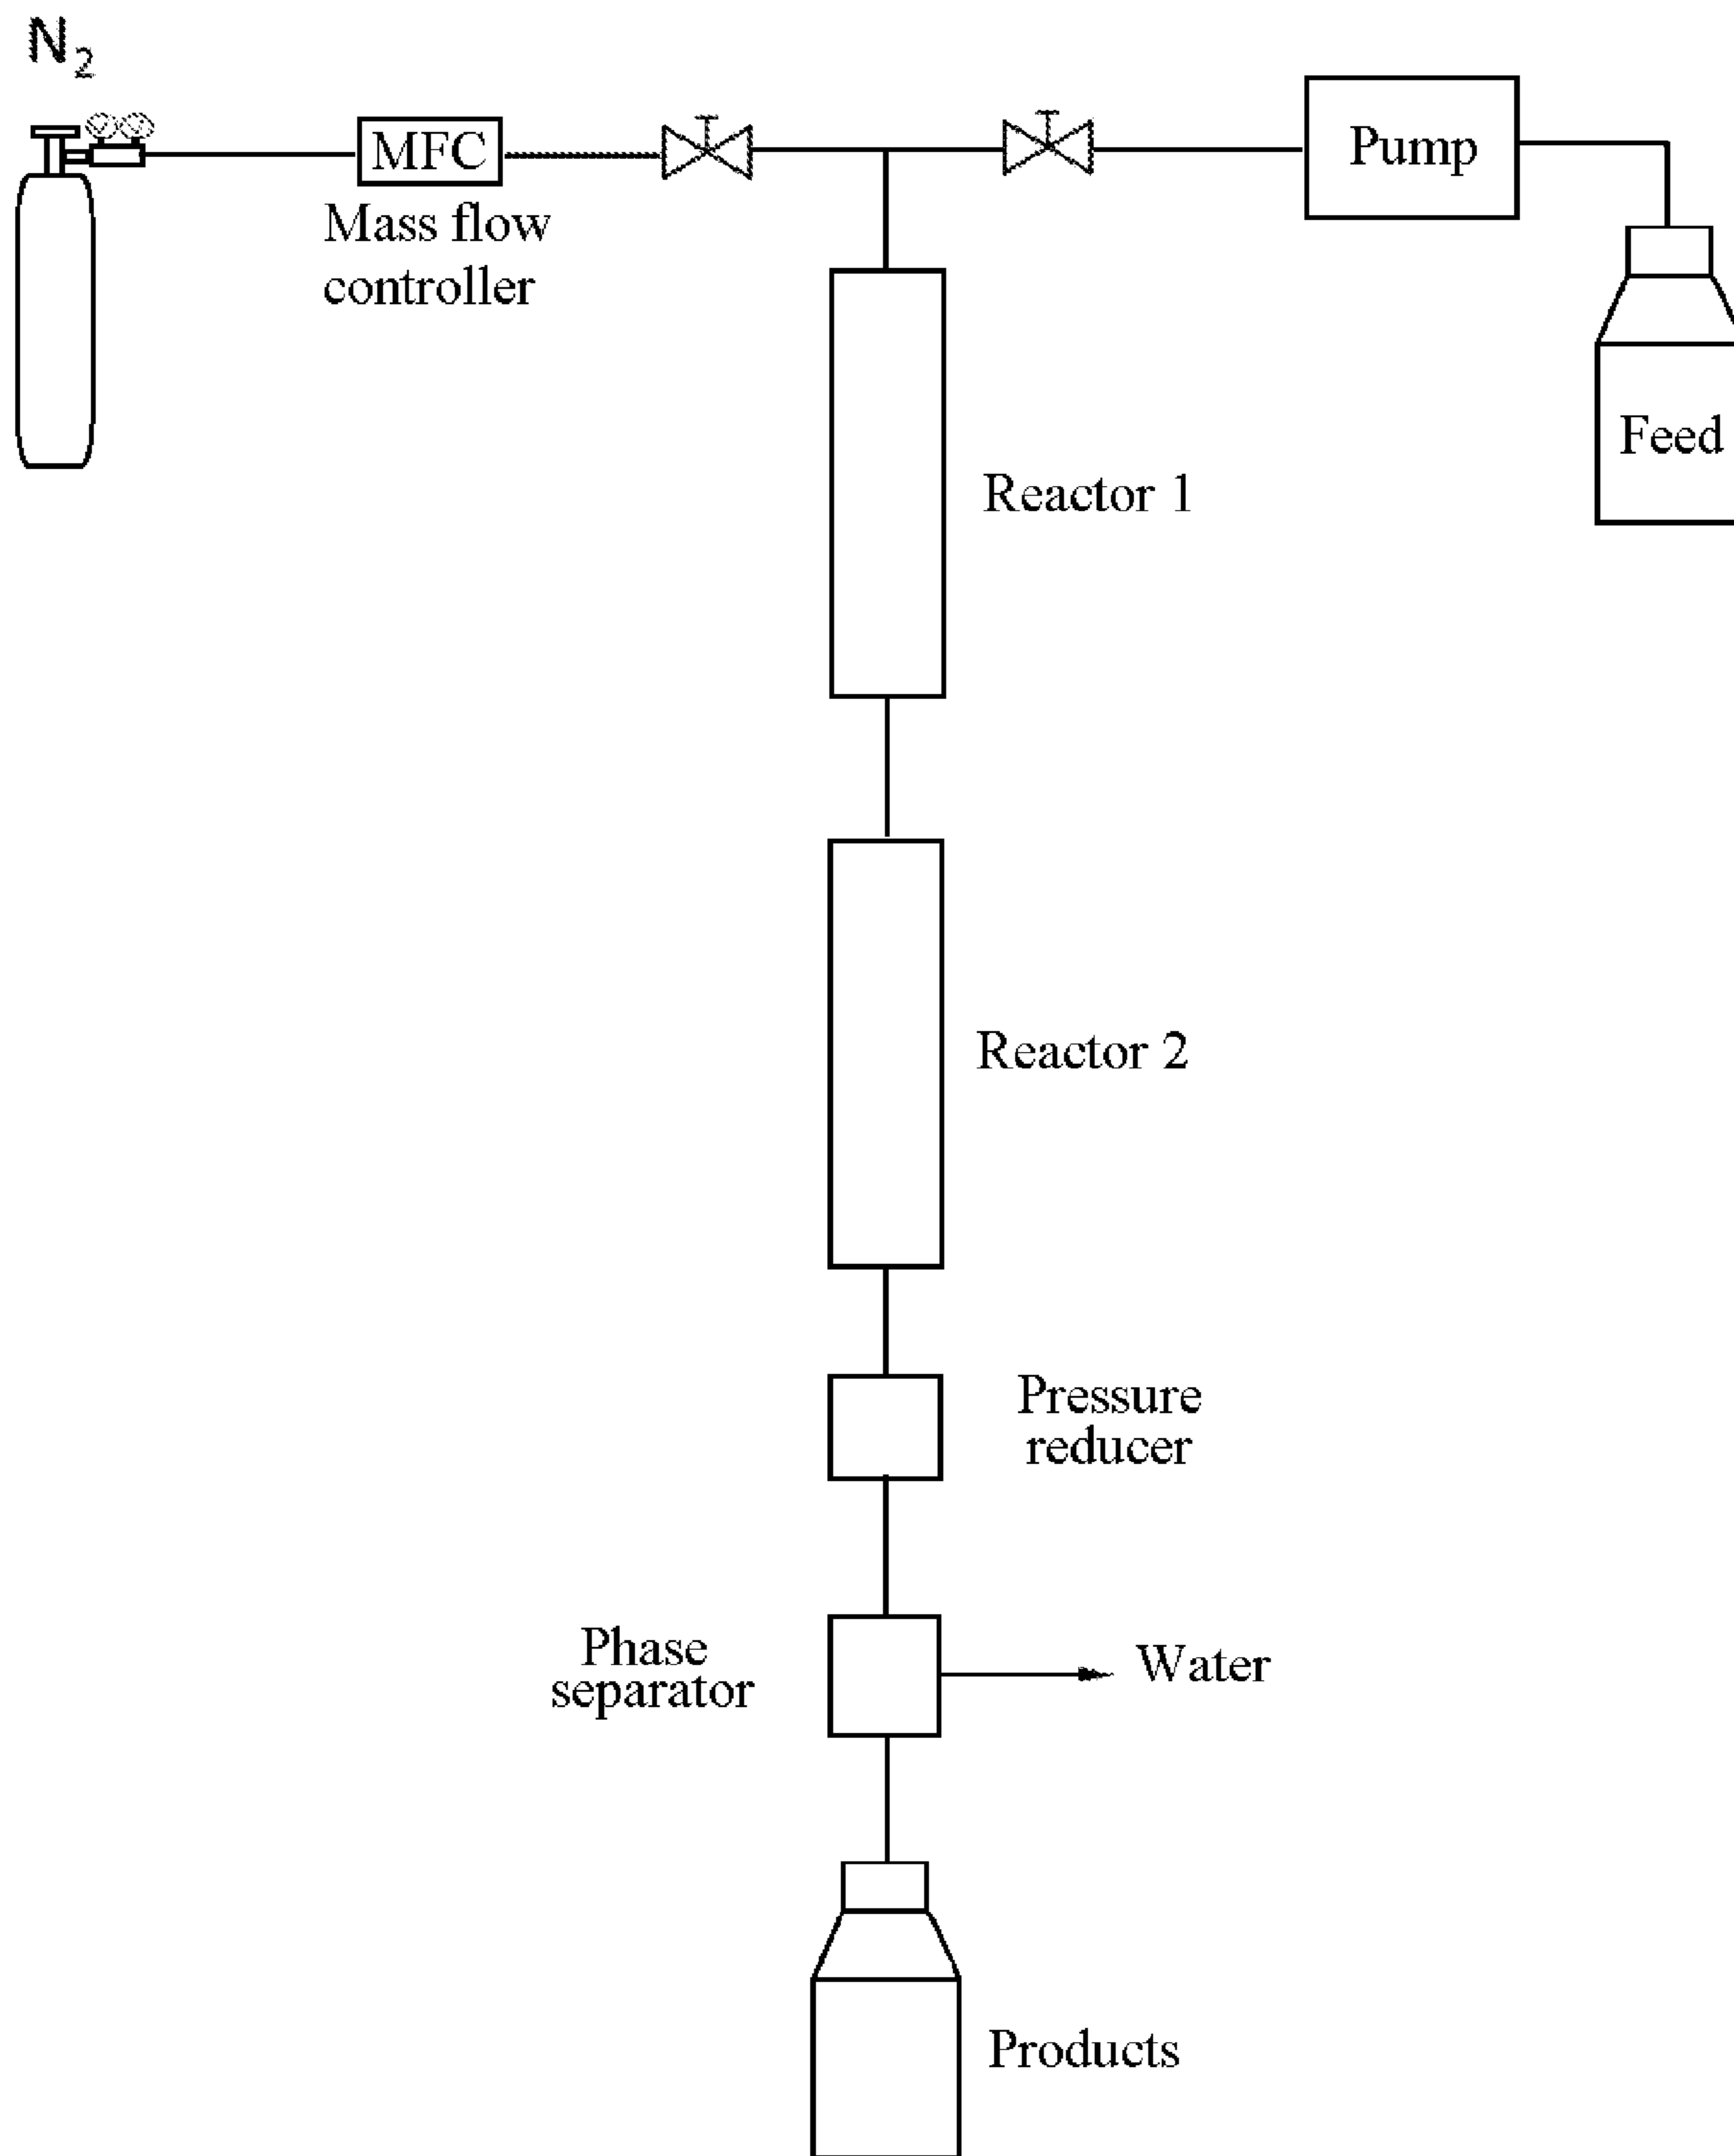 N2
MFC
Mass flow
controller
Pump
Feed
Reactor 1
Reactor 2
Pressure
reducer
Phase
separator
Water
Products